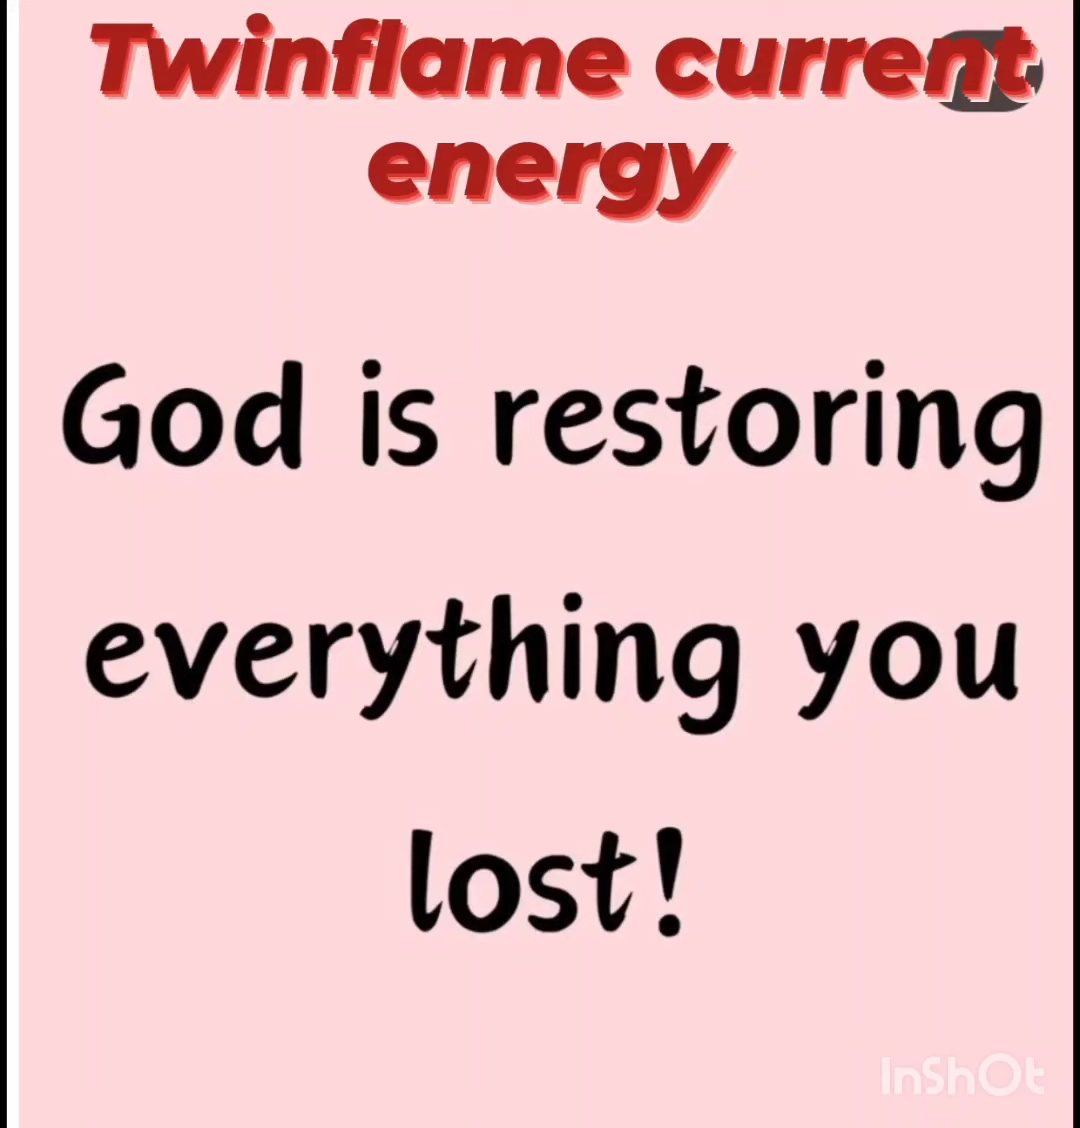 Twinflame current
energy
God is restoring
everything you
lost!
InShOt